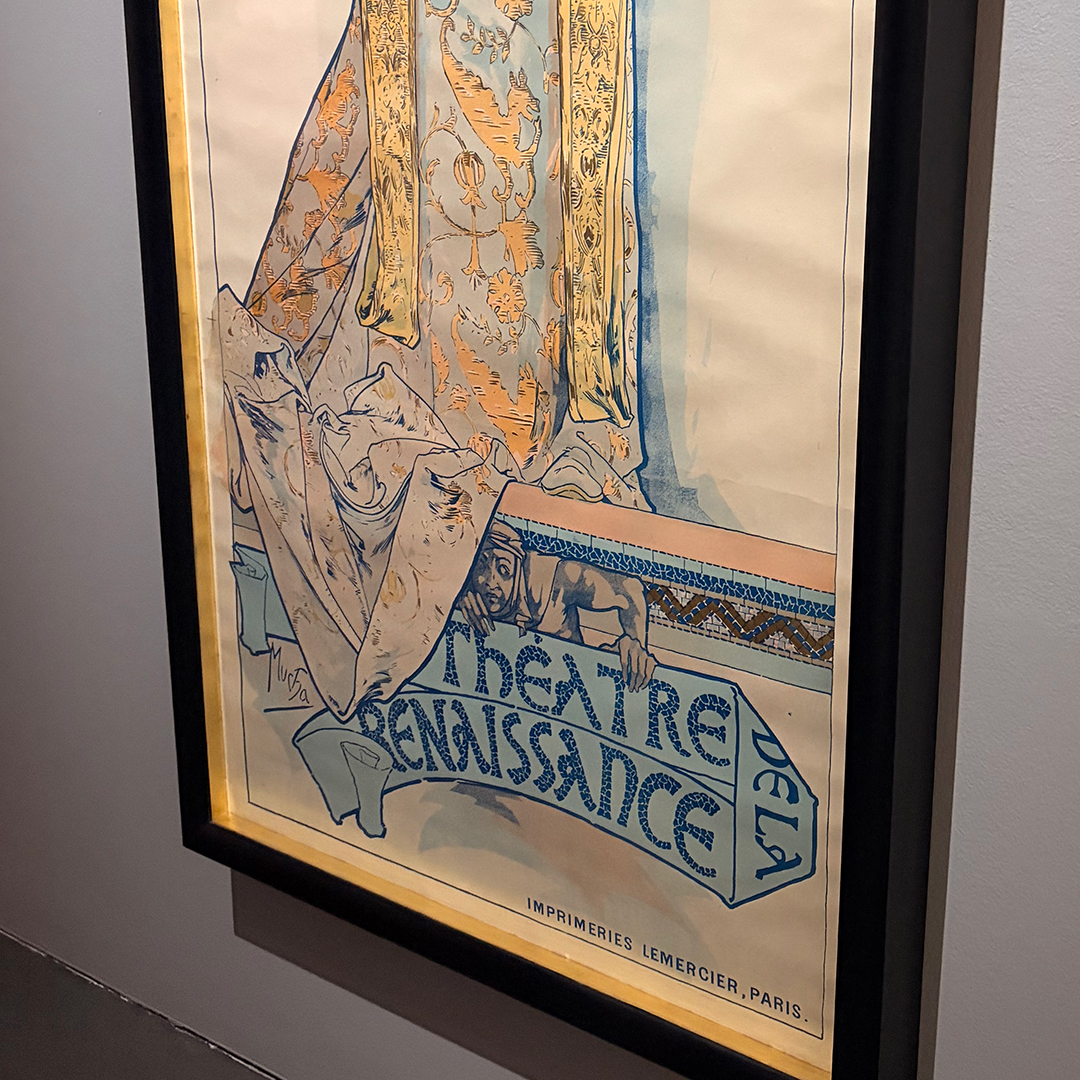 Mucha
ThéATRE
DE LA
RENAISSANCE
IMPRIMERIES LEMERCIER, PARIS.